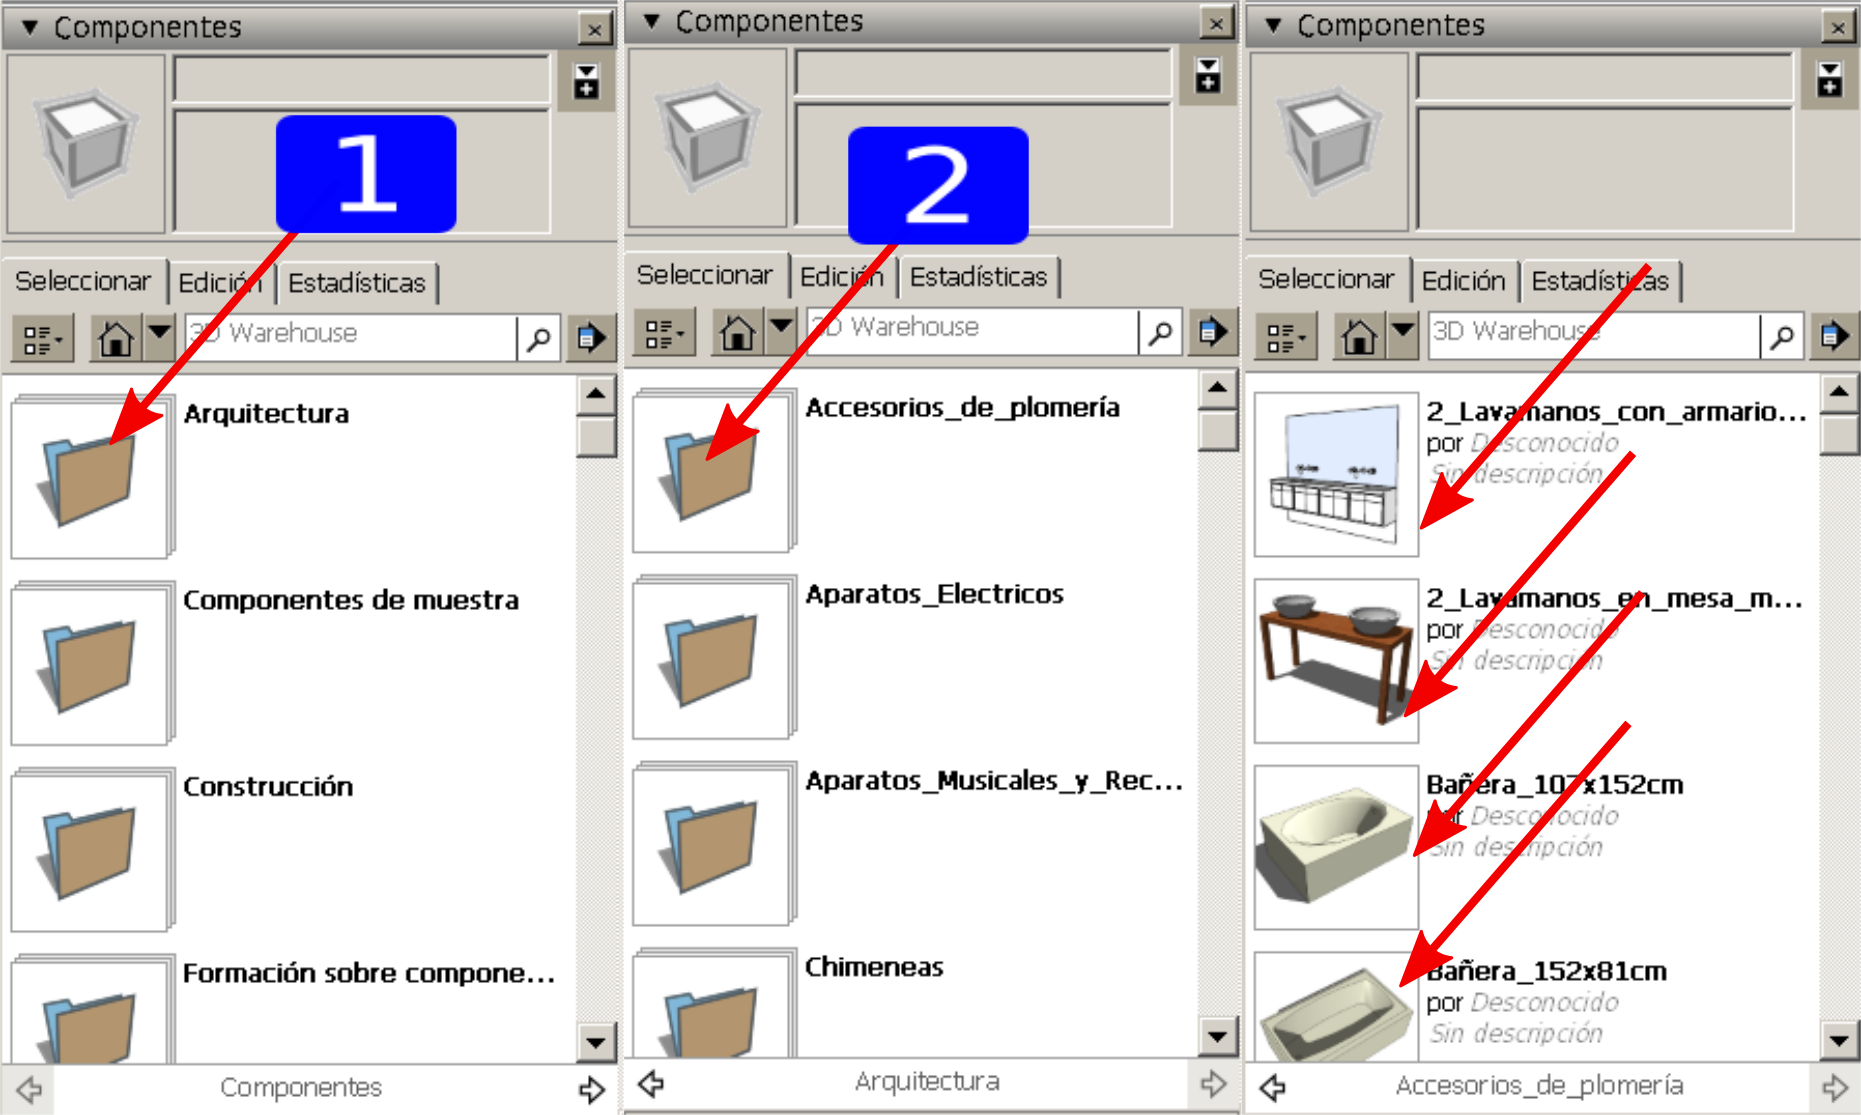 Componentes
1
Seleccionar
Edición
Estadísticas
3D Warehouse
Arquitectura
Componentes de muestra
Construcción
Formación sobre compone...
Componentes
Componentes
2
Seleccionar
Edición
Estadísticas
3D Warehouse
Accesorios_de_plomería
Aparatos_Electricos
Aparatos_Musicales_y_Rec...
Chimeneas
Arquitectura
Componentes
Seleccionar
Edición
Estadísticas
3D Warehouse
2_Lavamanos_con_armario...
por Desconocido
Sin descripción
2_Lavamanos_en_mesa_m...
por Desconocido
Sin descripción
Bañera_107x152cm
por Desconocido
Sin descripción
Bañera_152x81cm
por Desconocido
Sin descripción
Accesorios_de_plomería